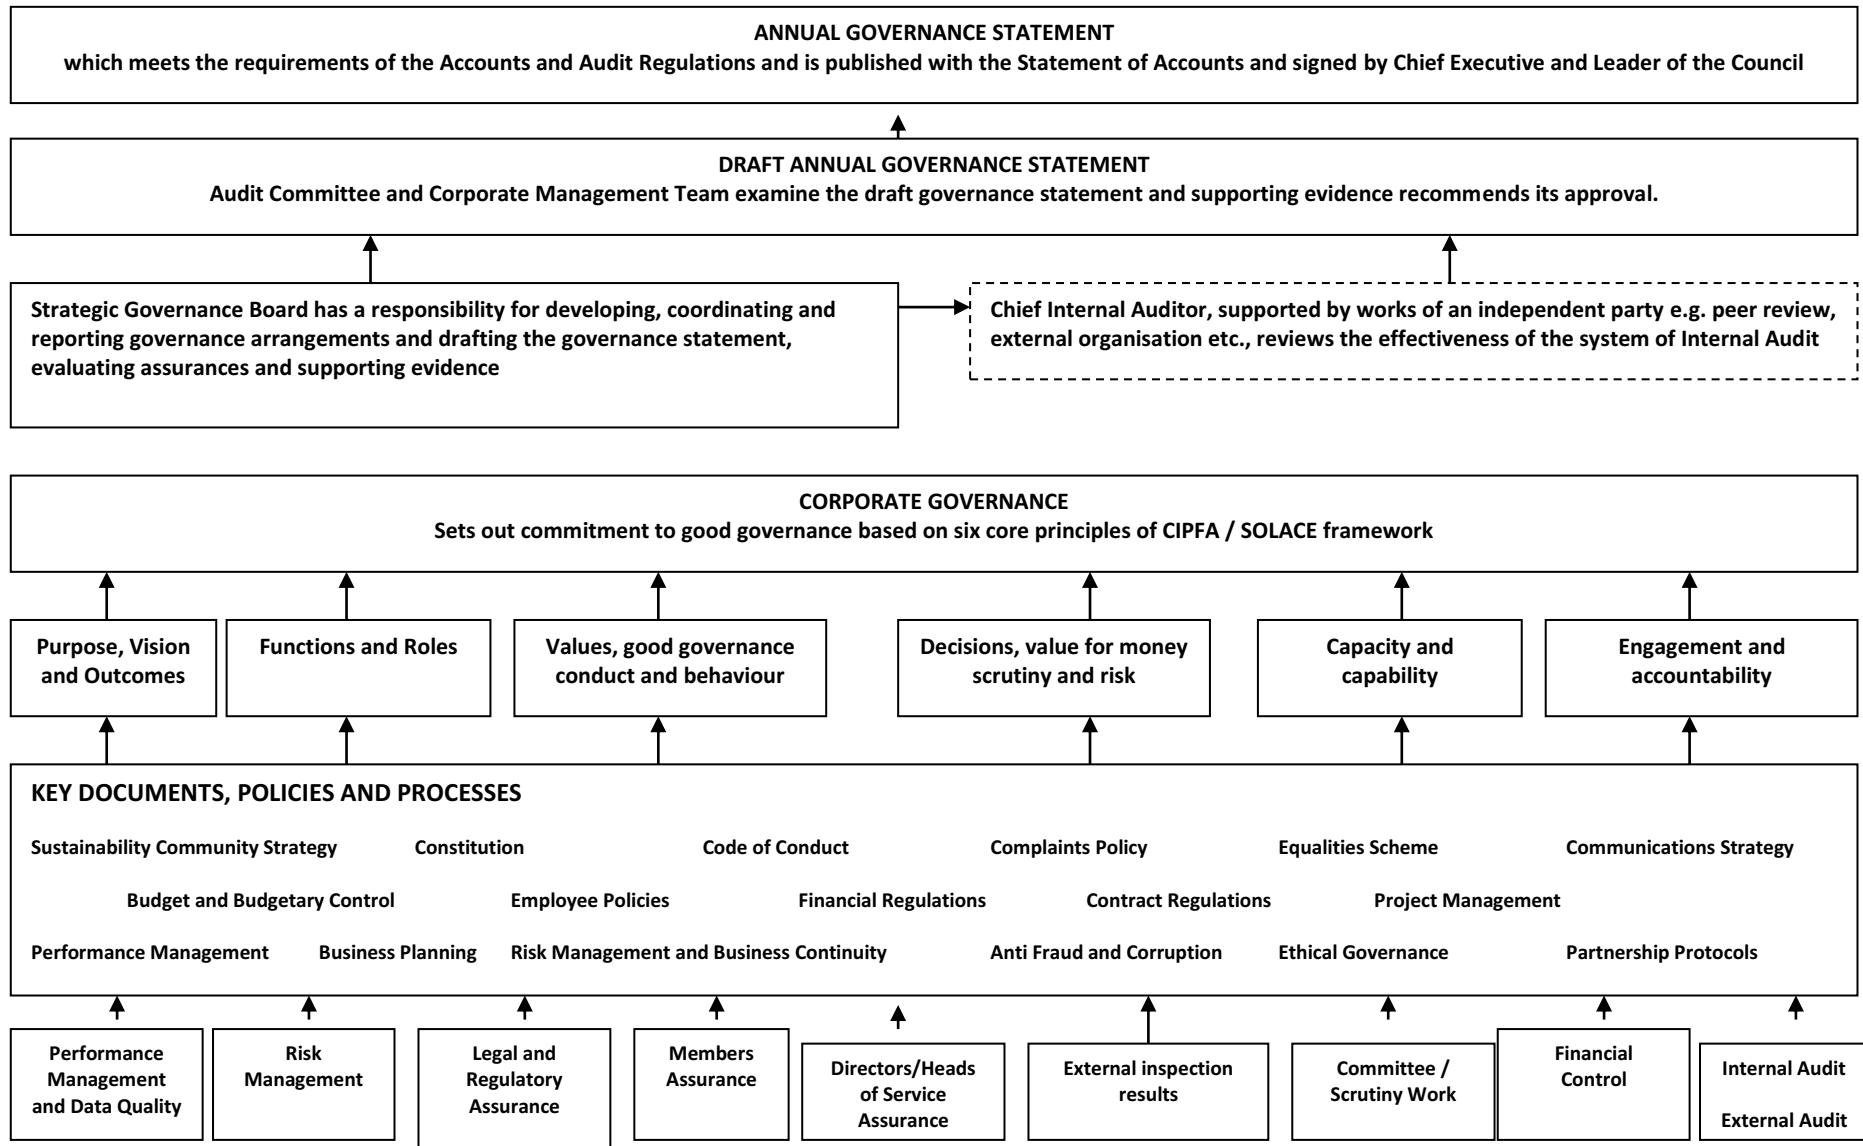 ANNUAL GOVERNANCE STATEMENT
which meets the requirements of the Accounts and Audit Regulations and is published with the Statement of Accounts and signed by Chief Executive and Leader of the Council
DRAFT ANNUAL GOVERNANCE STATEMENT
Audit Committee and Corporate Management Team examine the draft governance statement and supporting evidence recommends its approval.
Strategic Governance Board has a responsibility for developing, coordinating and
reporting governance arrangements and drafting the governance statement,
evaluating assurances and supporting evidence
Chief Internal Auditor, supported by works of an independent party e.g. peer review,
external organisation etc., reviews the effectiveness of the system of Internal Audit
CORPORATE GOVERNANCE
Sets out commitment to good governance based on six core principles of CIPFA / SOLACE framework
Purpose, Vision
and Outcomes
Functions and Roles
Values, good governance
conduct and behaviour
Decisions, value for money
scrutiny and risk
Capacity and
capability
Engagement and
accountability
KEY DOCUMENTS, POLICIES AND PROCESSES
Sustainability Community Strategy Constitution Code of Conduct Complaints Policy Equalities Scheme Communications Strategy
Budget and Budgetary Control Employee Policies Financial Regulations Contract Regulations Project Management
Performance Management Business Planning Risk Management and Business Continuity Anti Fraud and Corruption Ethical Governance Partnership Protocols
Performance
Management
and Data Quality
Risk
Management
Legal and
Regulatory
Assurance
Members
Assurance
Directors/Heads
of Service
Assurance
External inspection
results
Committee /
Scrutiny Work
Financial
Control
Internal Audit
External Audit